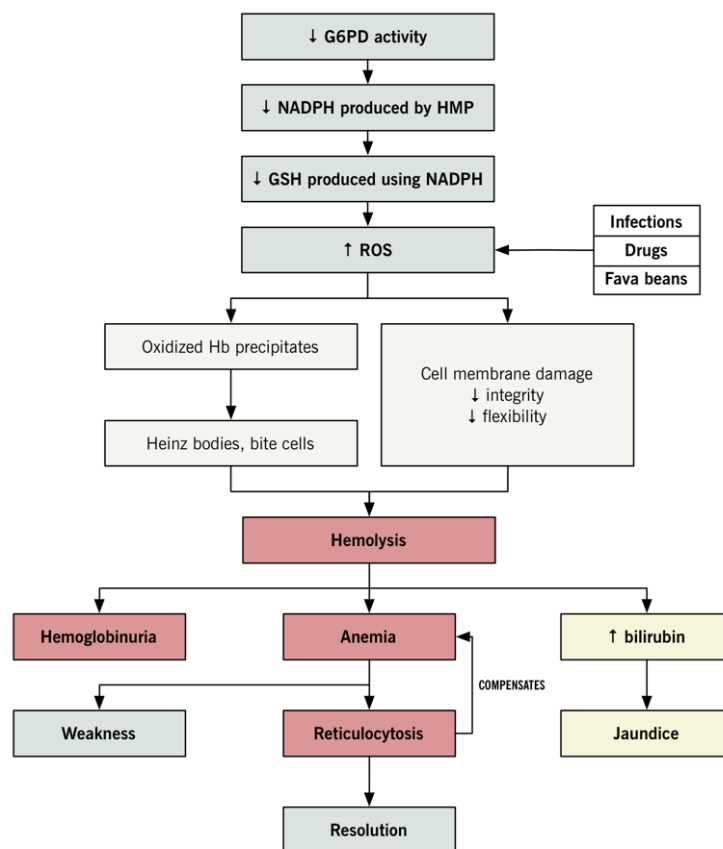 ↓ G6PD activity
↓ NADPH produced by HMP
↓ GSH produced using NADPH
↑ ROS
Infections
Drugs
Fava beans
Oxidized Hb precipitates
Cell membrane damage
↓ integrity
↓ flexibility
Heinz bodies, bite cells
Hemolysis
Hemoglobinuria
Anemia
↑ bilirubin
COMPENSATES
Weakness
Reticulocytosis
Jaundice
Resolution